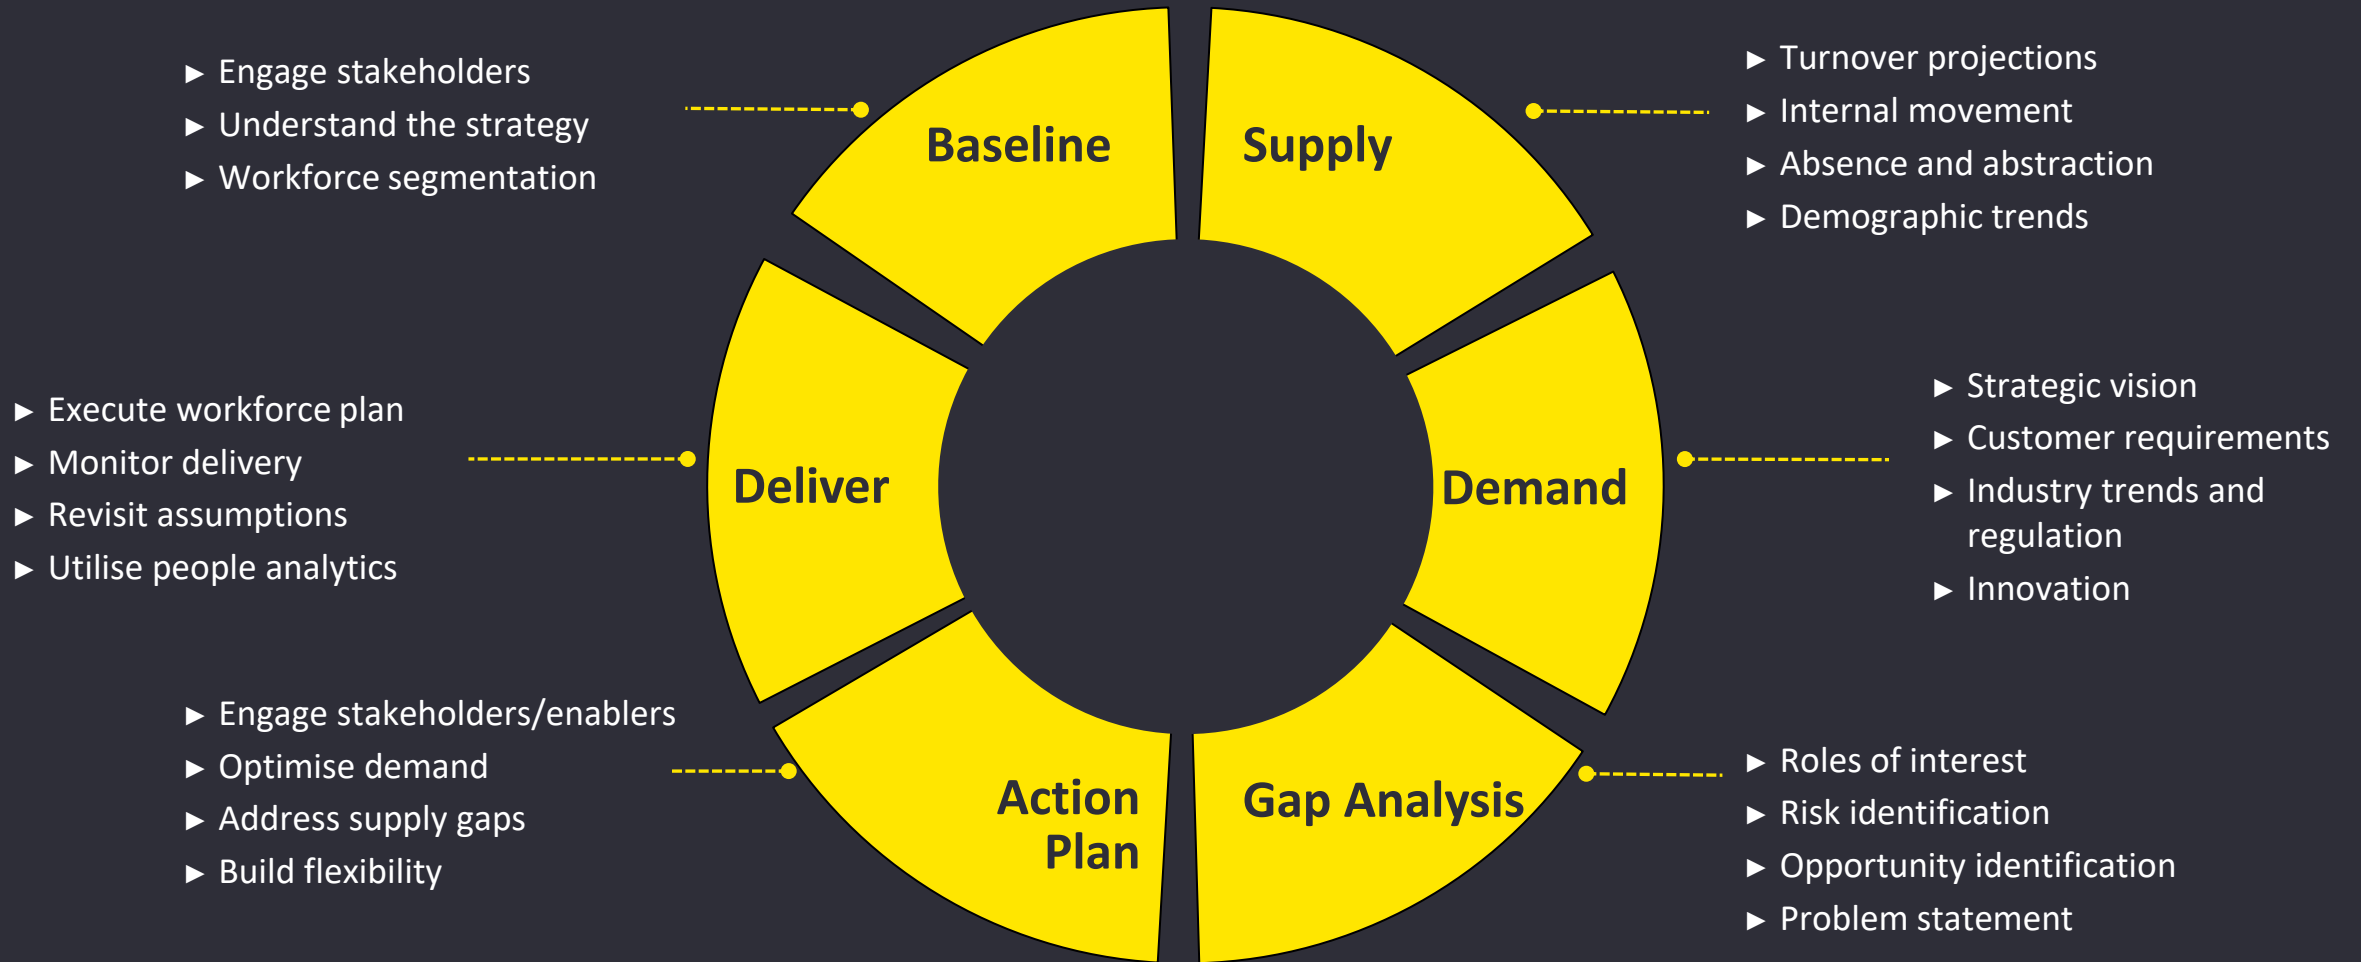 Baseline
► Engage stakeholders
► Understand the strategy
► Workforce segmentation
Supply
► Turnover projections
► Internal movement
► Absence and abstraction
► Demographic trends
Demand
► Strategic vision
► Customer requirements
► Industry trends and
regulation
► Innovation
Gap Analysis
► Roles of interest
► Risk identification
► Opportunity identification
► Problem statement
Action
Plan
► Engage stakeholders/enablers
► Optimise demand
► Address supply gaps
► Build flexibility
Deliver
► Execute workforce plan
► Monitor delivery
► Revisit assumptions
► Utilise people analytics